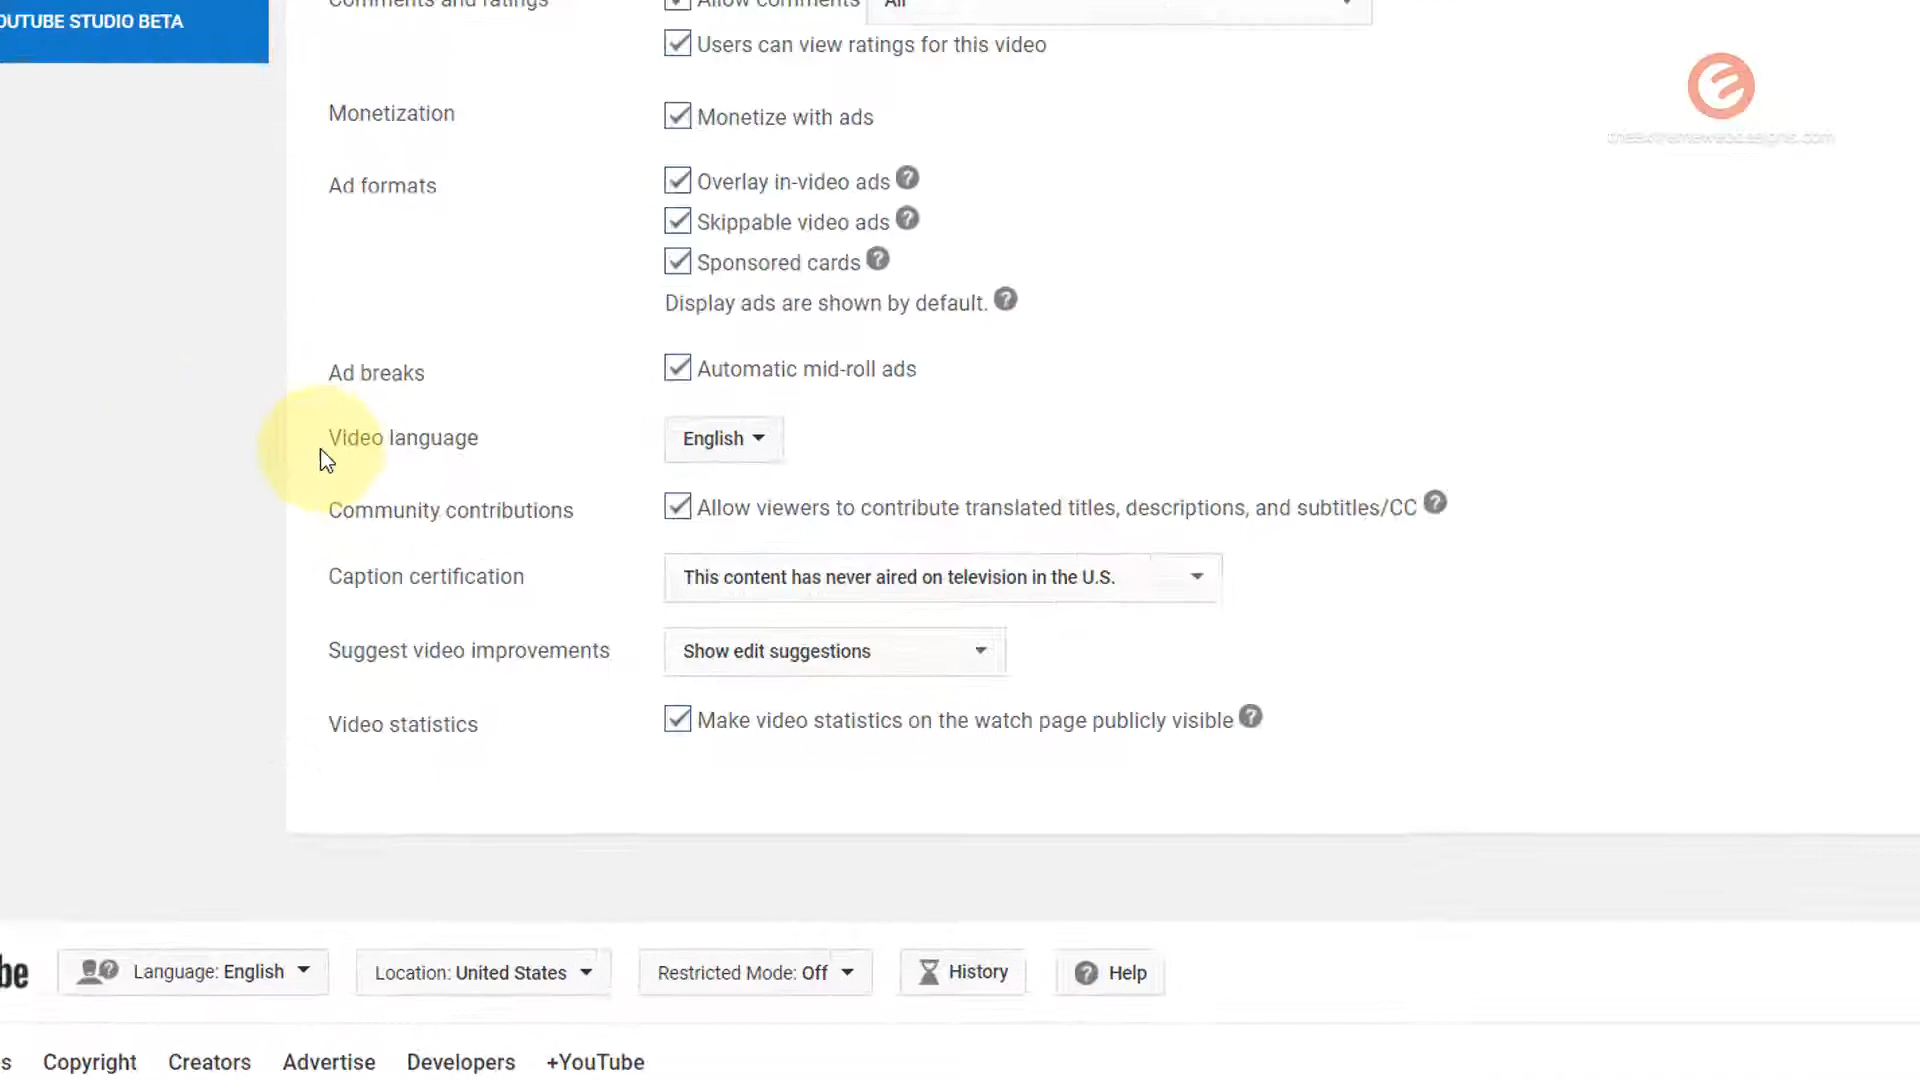 OUTUBE STUDIO BETA
Comments and ratings
Allow comments
All
Users can view ratings for this video
Monetization
Monetize with ads
Ad formats
Overlay in-video ads
Skippable video ads
Sponsored cards
Display ads are shown by default.
Ad breaks
Automatic mid-roll ads
Video language
English
Community contributions
Allow viewers to contribute translated titles, descriptions, and subtitles/CC
Caption certification
This content has never aired on television in the U.S.
Suggest video improvements
Show edit suggestions
Video statistics
Make video statistics on the watch page publicly visible
be
Language: English
Location: United States
Restricted Mode: Off
History
Help
s
Copyright
Creators
Advertise
Developers
+YouTube